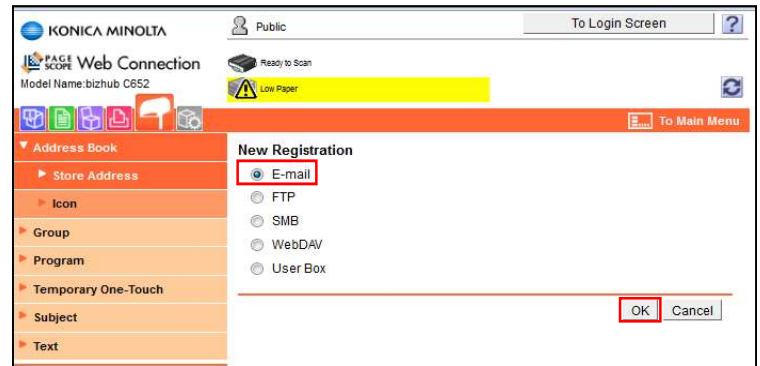 KONICA MINOLTA
Public
To Login Screen
?
PAGE SCOPE Web Connection
Ready to Scan
Model Name:bizhub C652
Low Paper
To Main Menu
Address Book
Store Address
Icon
Group
Program
Temporary One-Touch
Subject
Text
New Registration
E-mail
FTP
SMB
WebDAV
User Box
OK
Cancel